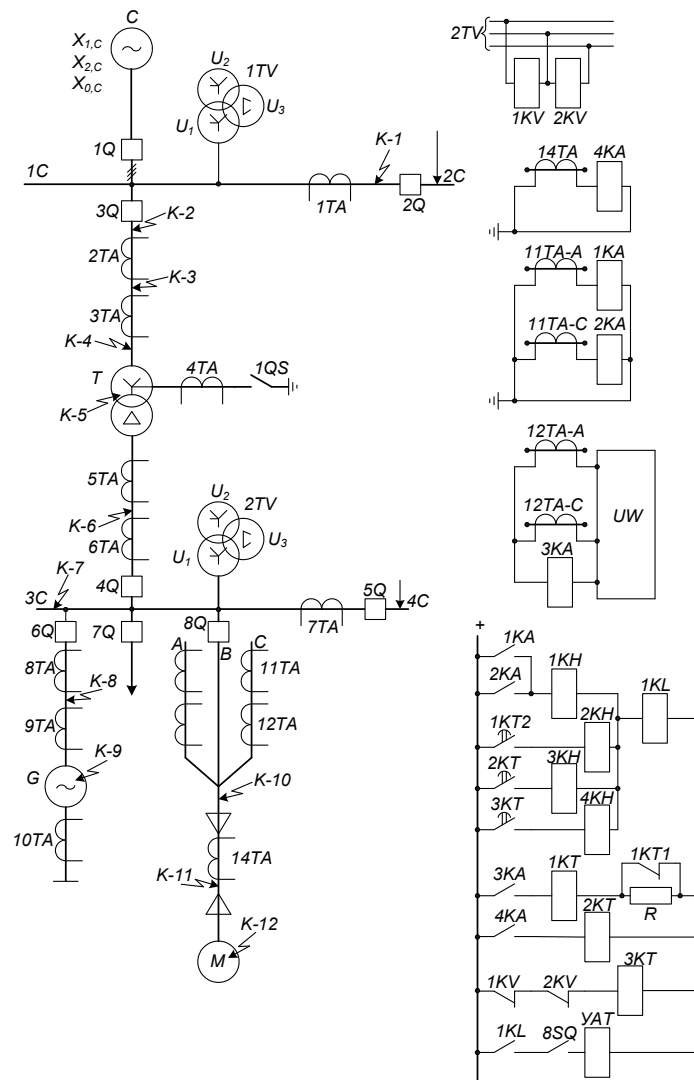 C
X1,C
X2,C
X0,C
U2
1TV
U3
U1
1Q
K-1
1C
2C
1TA
2Q
3Q
K-2
2TA
K-3
3TA
K-4
T
4TA
1QS
K-5
5TA
K-6
6TA
U2
2TV
U3
U1
K-7
4Q
3C
5Q
4C
6Q
7Q
8Q
7TA
A
B
C
8TA
11TA
K-8
9TA
12TA
K-9
G
K-10
10TA
14TA
K-11
K-12
M
2TV
1KV
2KV
14TA
4KA
11TA-A
1KA
11TA-C
2KA
12TA-A
12TA-C
UW
3KA
+
1KA
1KH
1KL
2KA
2KH
1KT2
3KH
2KT
4KH
3KT
1KT1
3KA
1KT
R
4KA
2KT
3KT
1KV
2KV
УАТ
1KL
8SQ